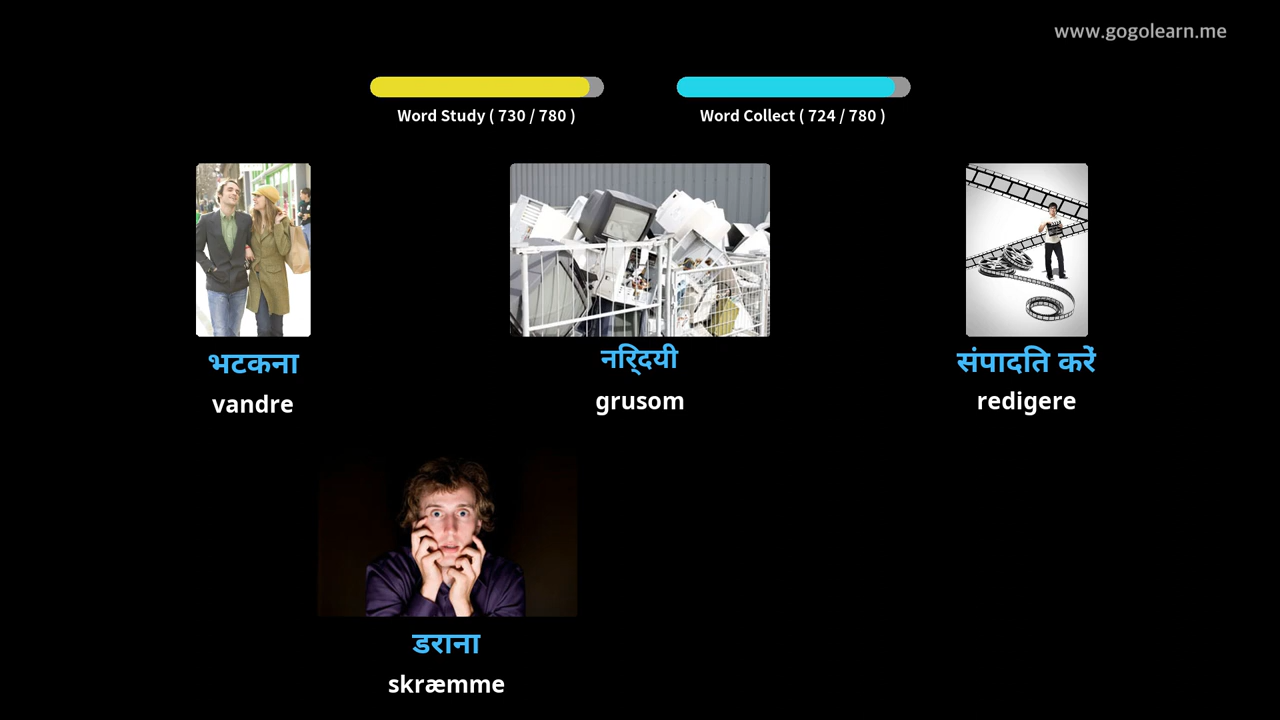 www.gogolearn.me
Word Study ( 730 / 780 )
Word Collect ( 724 / 780 )
भटकना
vandre
नरि्दयी
grusom
संपादति करें
redigere
डराना
skræmme